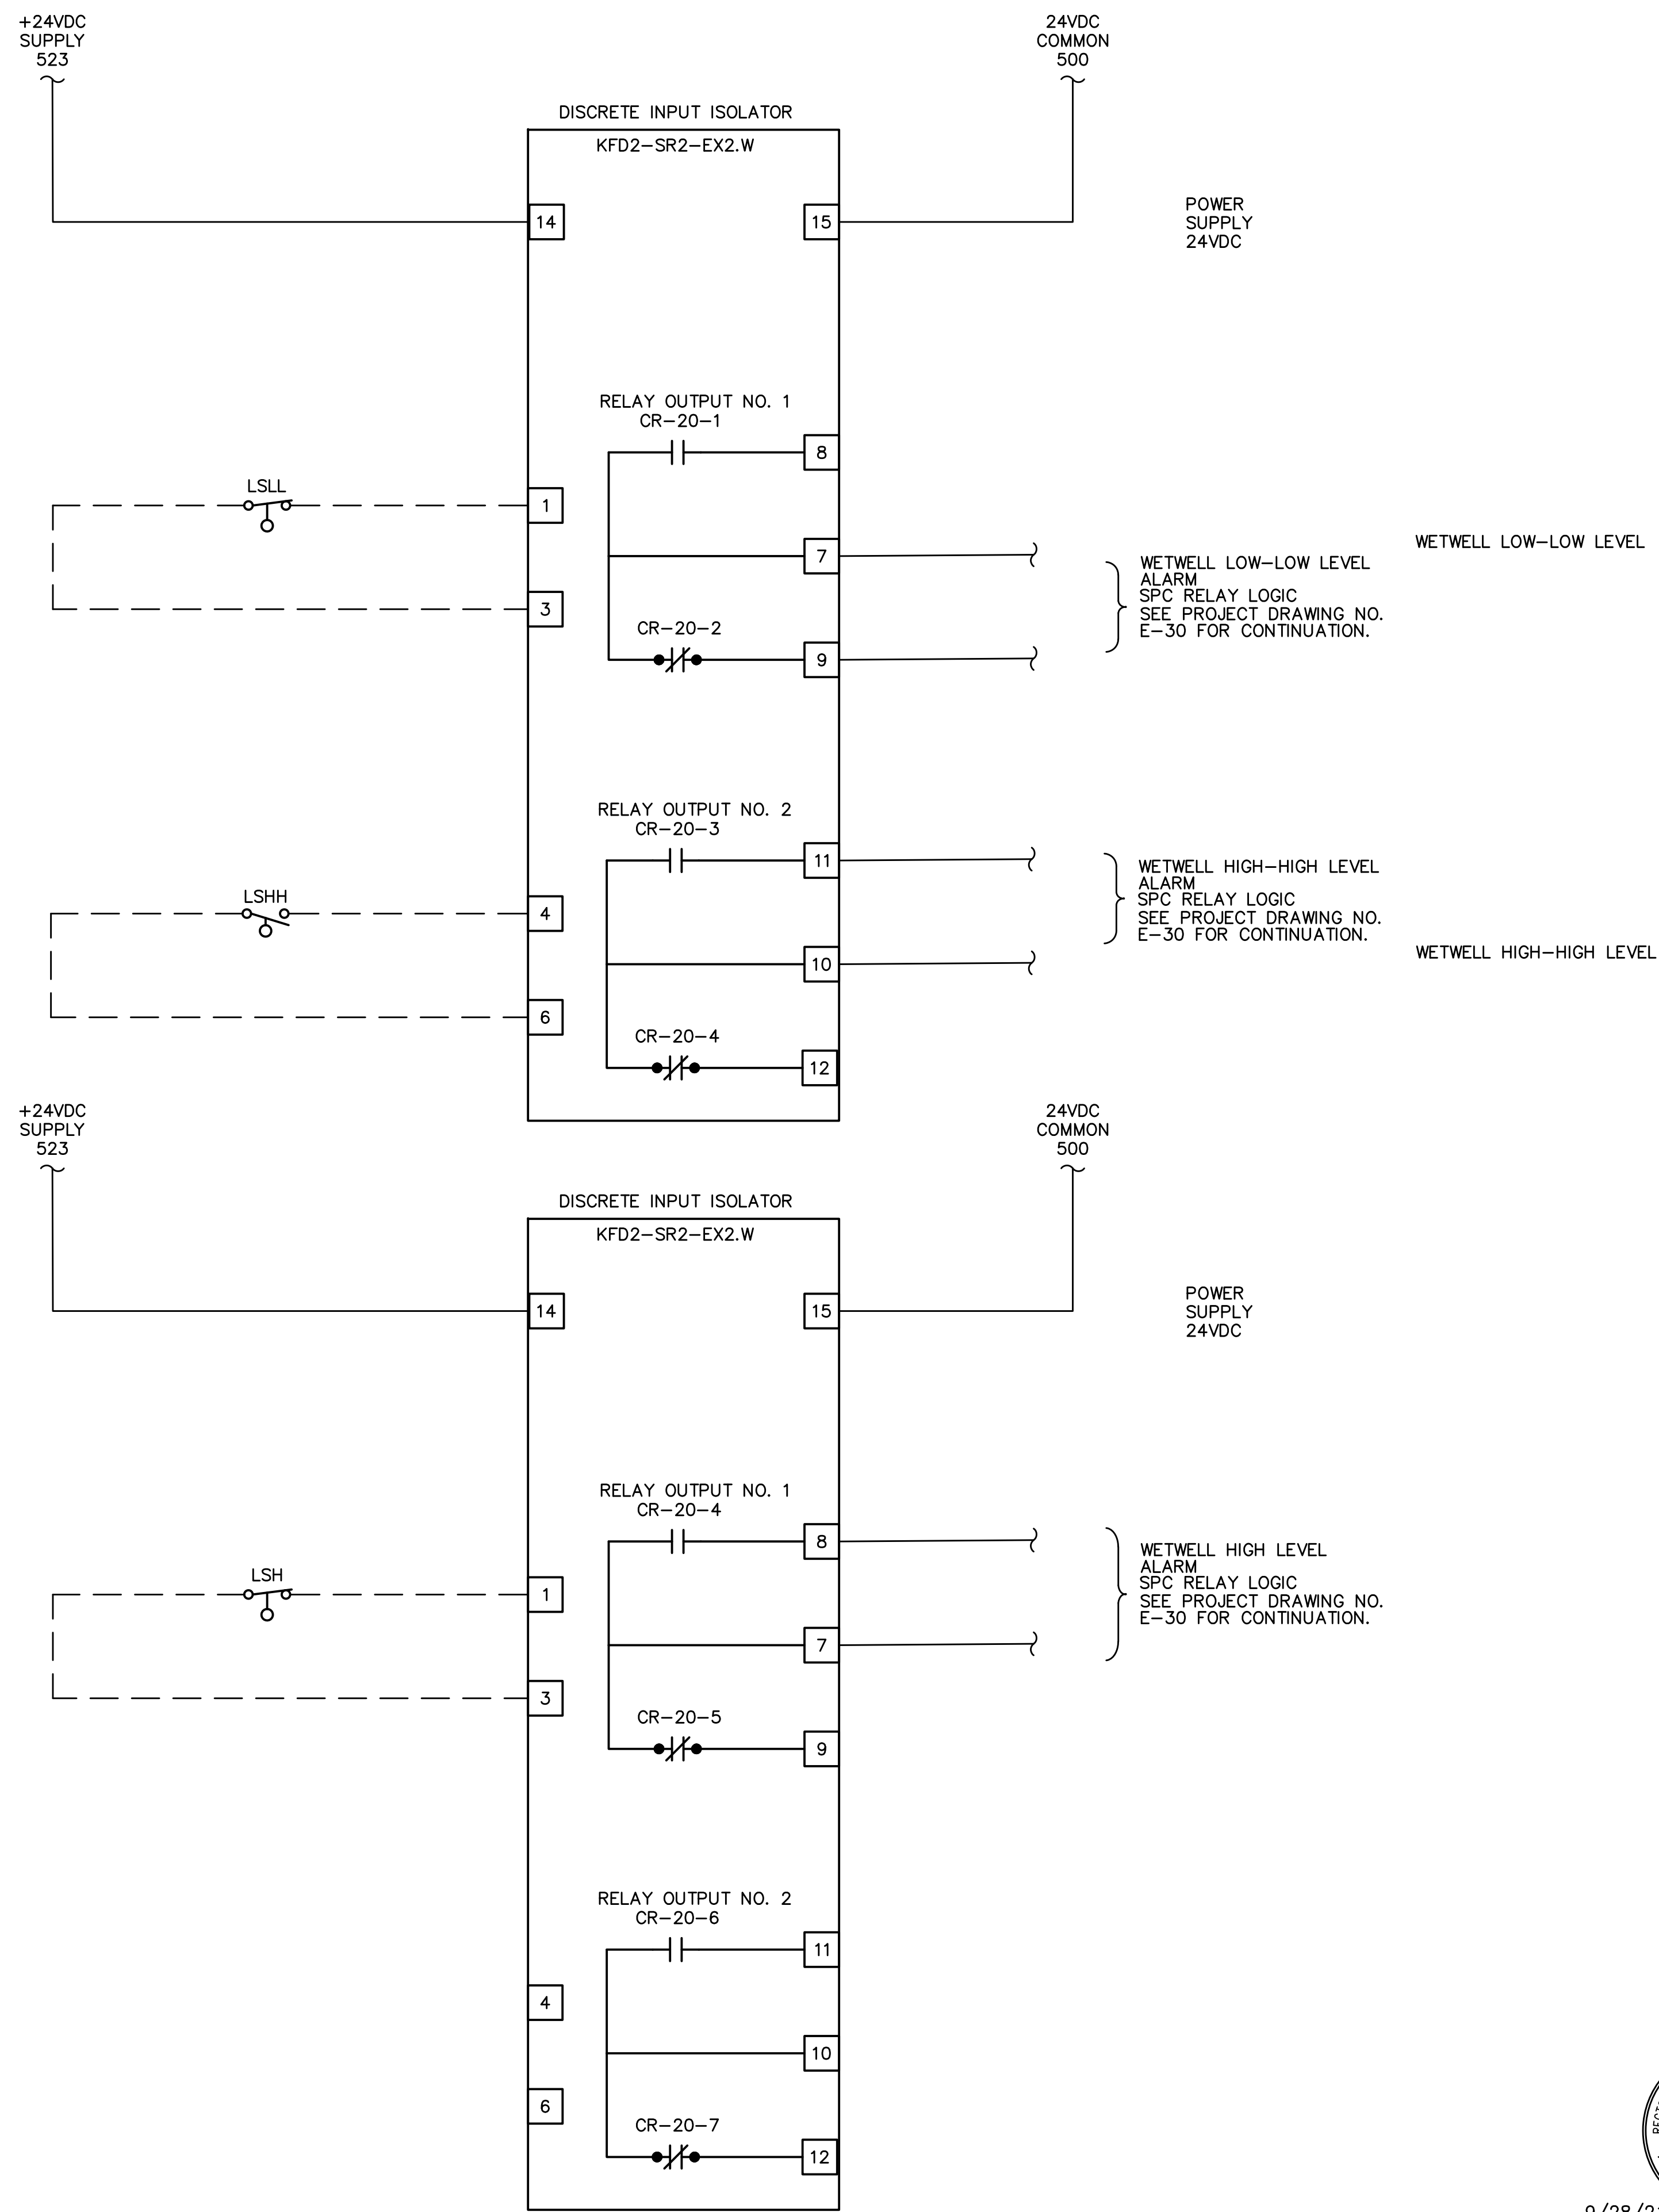 +24VDC
SUPPLY
523
24VDC
COMMON
500
DISCRETE INPUT ISOLATOR
KFD2-SR2-EX2.W
14
15
POWER
SUPPLY
24VDC
RELAY OUTPUT NO. 1
CR-20-1
8
LSLL
1
7
WETWELL LOW-LOW LEVEL
ALARM
SPC RELAY LOGIC
SEE PROJECT DRAWING NO.
E-30 FOR CONTINUATION.
WETWELL LOW-LOW LEVEL
3
CR-20-2
9
RELAY OUTPUT NO. 2
CR-20-3
11
WETWELL HIGH-HIGH LEVEL
ALARM
SPC RELAY LOGIC
SEE PROJECT DRAWING NO.
E-30 FOR CONTINUATION.
LSHH
4
10
WETWELL HIGH-HIGH LEVEL
6
CR-20-4
12
+24VDC
SUPPLY
523
24VDC
COMMON
500
DISCRETE INPUT ISOLATOR
KFD2-SR2-EX2.W
14
15
POWER
SUPPLY
24VDC
RELAY OUTPUT NO. 1
CR-20-4
8
WETWELL HIGH LEVEL
ALARM
SPC RELAY LOGIC
SEE PROJECT DRAWING NO.
E-30 FOR CONTINUATION.
LSH
1
7
3
CR-20-5
9
RELAY OUTPUT NO. 2
CR-20-6
11
4
10
6
CR-20-7
12